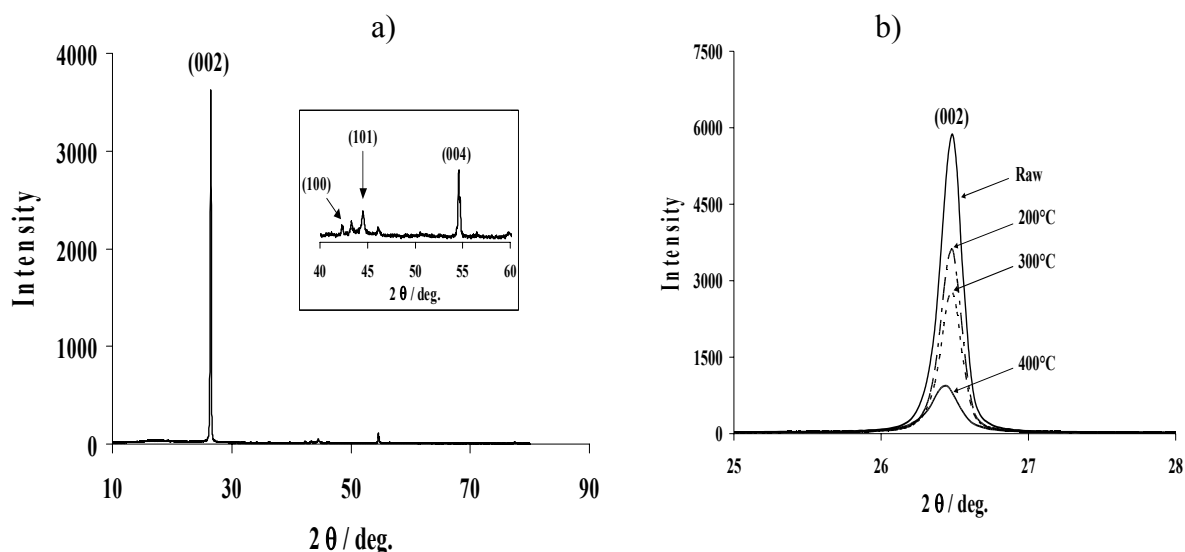 a)
4000
3000
2000
1000
0
Intensity
(002)
10 30 50 70 90
2 θ / deg.
(100)
(101)
(004)
40 45 50 55 60
2 θ / deg.
b)
7500
6000
4500
3000
1500
0
Intensity
(002)
Raw
200°C
300°C
400°C
25 26 27 28
2 θ / deg.